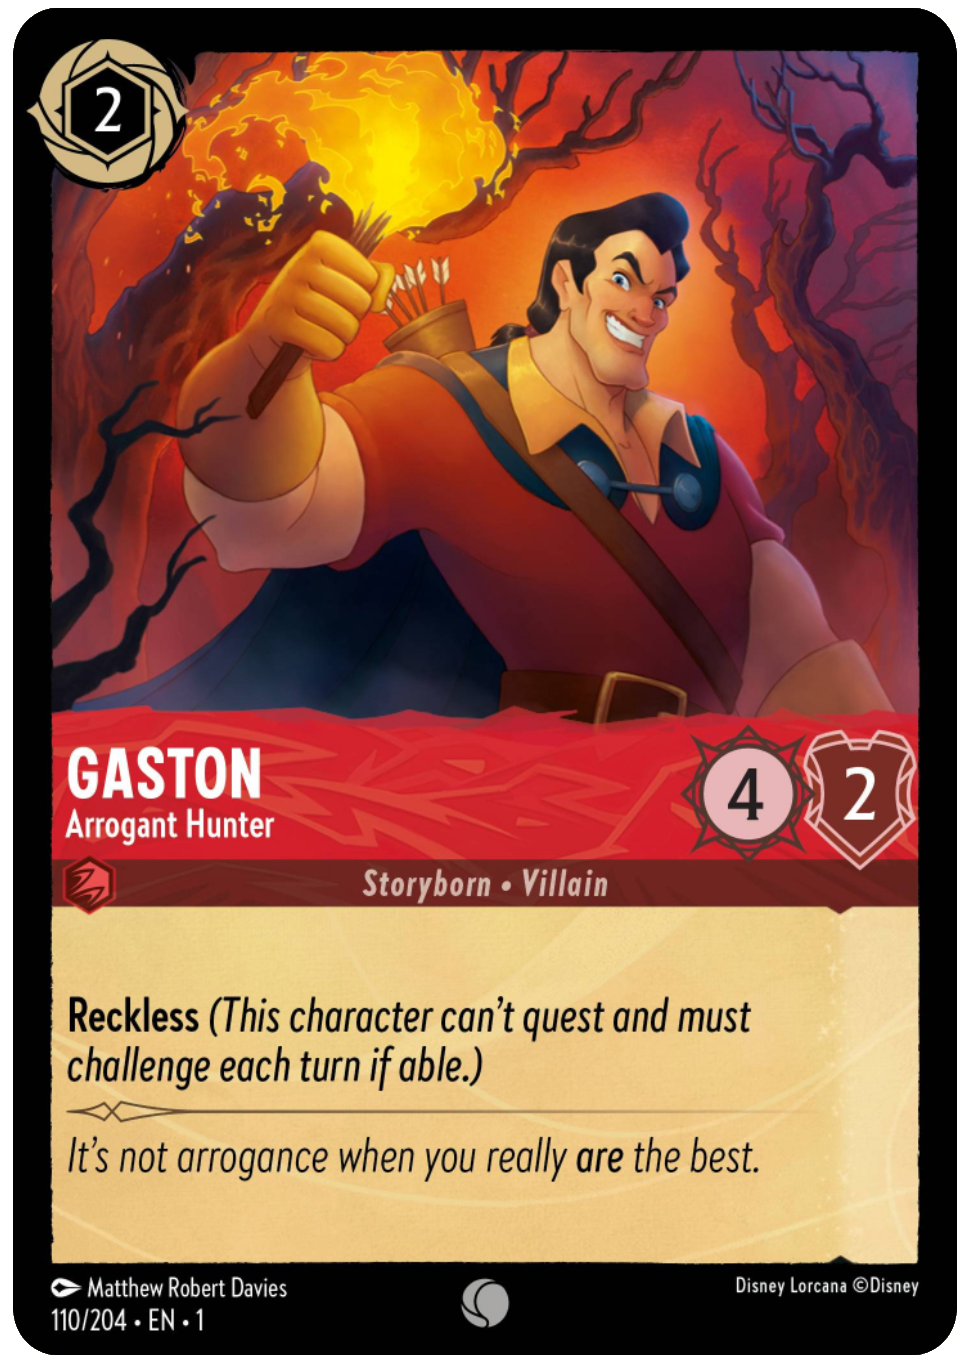 2
GASTON
Arrogant Hunter
4
2
Storyborn • Villain
Reckless (This character can't quest and must
challenge each turn if able.)
It's not arrogance when you really are the best.
Matthew Robert Davies
110/204 • EN • 1
Disney Lorcana ©Disney